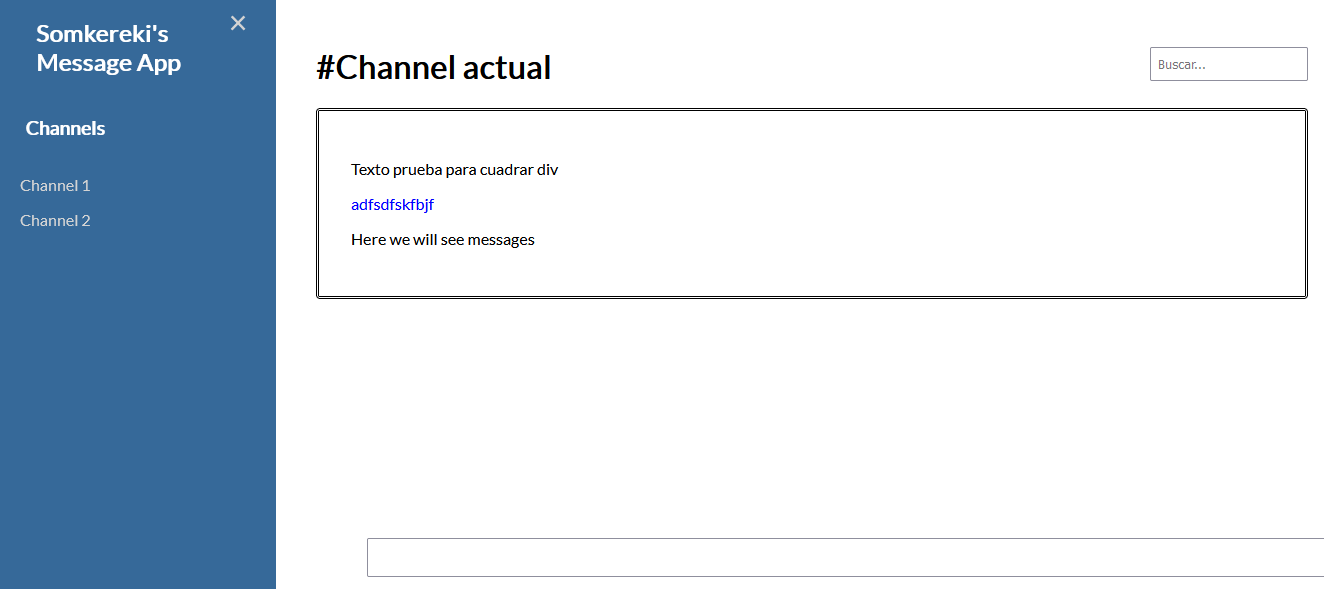 Somkereki's
Message App
×
Channels
Channel 1
Channel 2
#Channel actual
Buscar...
Texto prueba para cuadrar div
adfsdfskfbjf
Here we will see messages